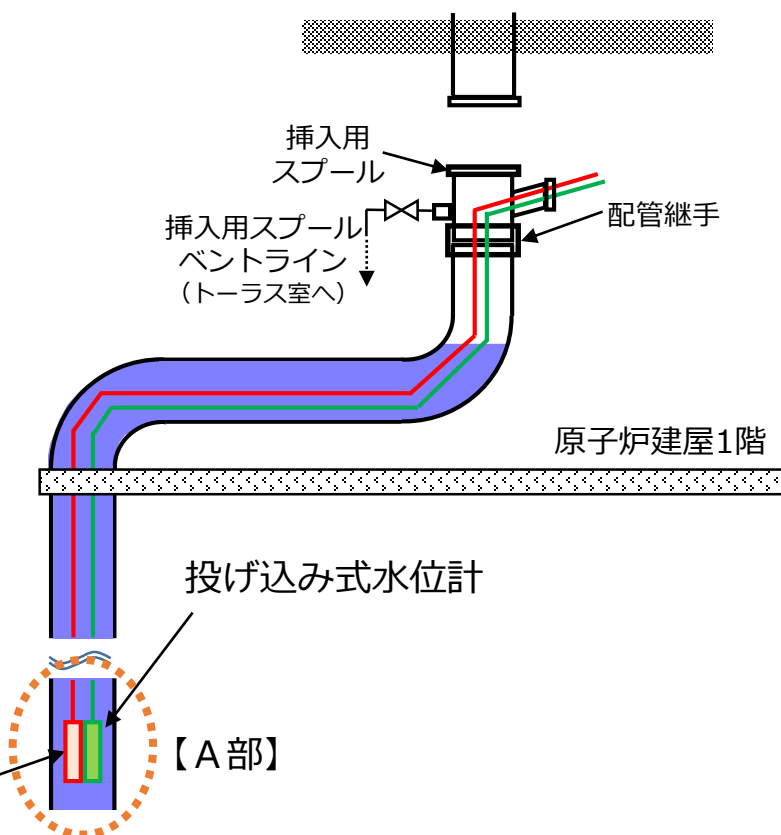 挿入用
スプール
挿入用スプール
ベントライン
（トーラス室へ）
配管継手
原子炉建屋1階
投げ込み式水位計
【Ａ部】